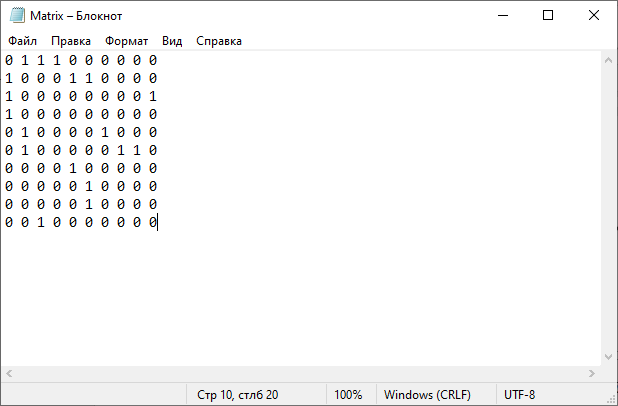 Matrix – Блокнот
Файл Правка Формат Вид Справка
0 1 1 1 0 0 0 0 0 0
1 0 0 0 1 1 0 0 0 0
1 0 0 0 0 0 0 0 0 1
1 0 0 0 0 0 0 0 0 0
0 1 0 0 0 0 1 0 0 0
0 1 0 0 0 0 0 1 1 0
0 0 0 0 1 0 0 0 0 0
0 0 0 0 0 1 0 0 0 0
0 0 0 0 0 1 0 0 0 0
0 0 1 0 0 0 0 0 0 0
Стр 10, стлб 20 100% Windows (CRLF) UTF-8